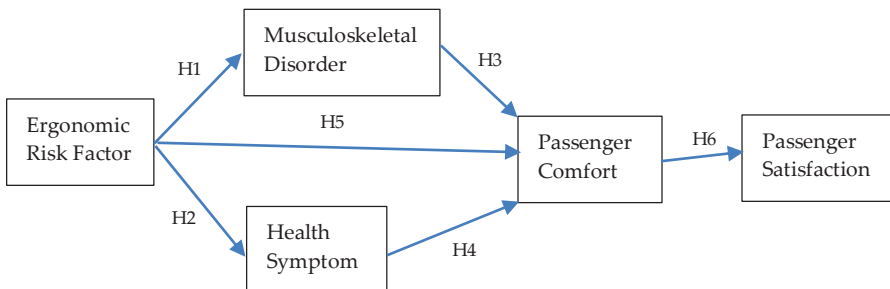 Musculoskeletal
Disorder
H1
H3
Ergonomic
Risk Factor
H5
Passenger
Comfort
H6
Passenger
Satisfaction
H2
Health
Symptom
H4